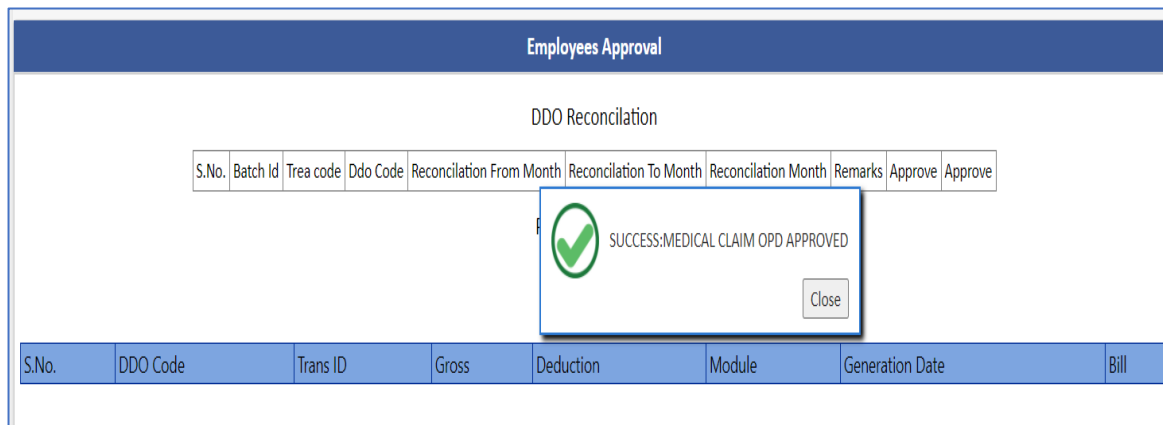 Employees Approval
DDO Reconcilation
S.No. Batch Id Trea code Ddo Code Reconcilation From Month Reconcilation To Month Reconcilation Month Remarks Approve Approve
SUCCESS:MEDICAL CLAIM OPD APPROVED
Close
S.No. DDO Code Trans ID Gross Deduction Module Generation Date Bill